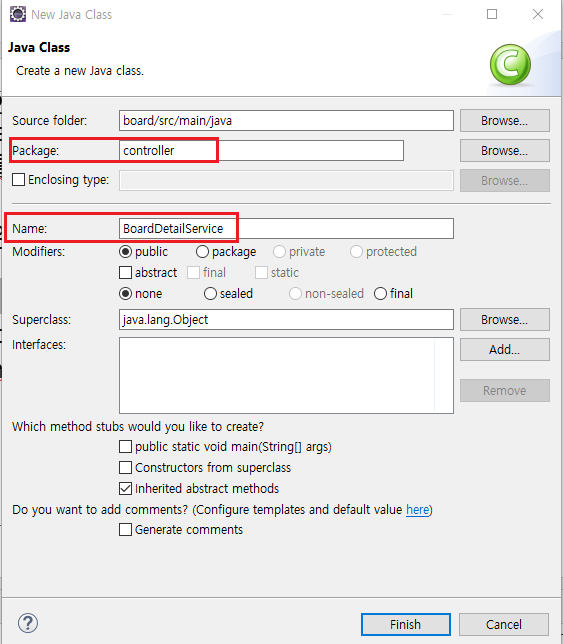 New Java Class
Java Class
Create a new Java class.
Source folder: board/src/main/java Browse...
Package: controller Browse...
Enclosing type: Browse...
Name: BoardDetailService
Modifiers: public package private protected
abstract final static
none sealed non-sealed final
Superclass: java.lang.Object Browse...
Interfaces: Add...
Remove
Which method stubs would you like to create?
public static void main(String[] args)
Constructors from superclass
Inherited abstract methods
Do you want to add comments? (Configure templates and default value here)
Generate comments
? Finish Cancel